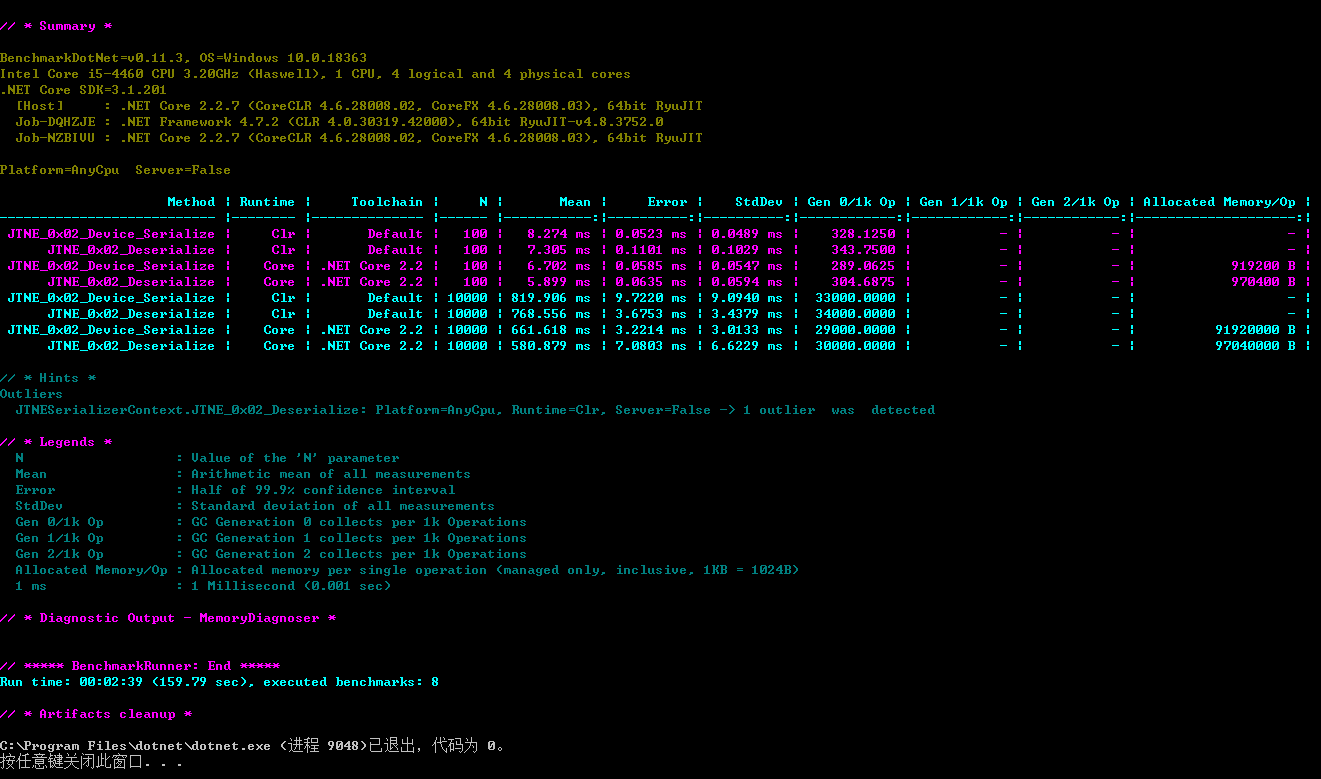 // * Summary *
BenchmarkDotNet=v0.11.3, OS=Windows 10.0.18363
Intel Core i5-4460 CPU 3.20GHz (Haswell), 1 CPU, 4 logical and 4 physical cores
.NET Core SDK=3.1.201
  [Host]     : .NET Core 2.2.7 (CoreCLR 4.6.28008.02, CoreFX 4.6.28008.03), 64bit RyuJIT
  Job-DQHZJE : .NET Framework 4.7.2 (CLR 4.0.30319.42000), 64bit RyuJIT-v4.8.3752.0
  Job-NZBIVU : .NET Core 2.2.7 (CoreCLR 4.6.28008.02, CoreFX 4.6.28008.03), 64bit RyuJIT
Platform=AnyCpu  Server=False
                     Method | Runtime |     Toolchain |     N |       Mean |     Error |    StdDev | Gen 0/1k Op | Gen 1/1k Op | Gen 2/1k Op | Allocated Memory/Op |
--------------------------- |-------- |-------------- |------ |-----------:|----------:|----------:|------------:|------------:|------------:|--------------------:|
 JTNE_0x02_Device_Serialize |     Clr |       Default |   100 |   8.274 ms | 0.0523 ms | 0.0489 ms |    328.1250 |           - |           - |                   - |
      JTNE_0x02_Deserialize |     Clr |       Default |   100 |   7.305 ms | 0.1101 ms | 0.1029 ms |    343.7500 |           - |           - |                   - |
 JTNE_0x02_Device_Serialize |    Core | .NET Core 2.2 |   100 |   6.702 ms | 0.0585 ms | 0.0547 ms |    289.0625 |           - |           - |            919200 B |
      JTNE_0x02_Deserialize |    Core | .NET Core 2.2 |   100 |   5.899 ms | 0.0635 ms | 0.0594 ms |    304.6875 |           - |           - |            970400 B |
 JTNE_0x02_Device_Serialize |     Clr |       Default | 10000 | 819.906 ms | 9.7220 ms | 9.0940 ms |  33000.0000 |           - |           - |                   - |
      JTNE_0x02_Deserialize |     Clr |       Default | 10000 | 768.556 ms | 3.6753 ms | 3.4379 ms |  34000.0000 |           - |           - |                   - |
 JTNE_0x02_Device_Serialize |    Core | .NET Core 2.2 | 10000 | 661.618 ms | 3.2214 ms | 3.0133 ms |  29000.0000 |           - |           - |          91920000 B |
      JTNE_0x02_Deserialize |    Core | .NET Core 2.2 | 10000 | 580.879 ms | 7.0803 ms | 6.6229 ms |  30000.0000 |           - |           - |          97040000 B |
// * Hints *
Outliers
  JTNESerializerContext.JTNE_0x02_Deserialize: Platform=AnyCpu, Runtime=Clr, Server=False -> 1 outlier  was  detected
// * Legends *
  N                   : Value of the 'N' parameter
  Mean                : Arithmetic mean of all measurements
  Error               : Half of 99.9% confidence interval
  StdDev              : Standard deviation of all measurements
  Gen 0/1k Op         : GC Generation 0 collects per 1k Operations
  Gen 1/1k Op         : GC Generation 1 collects per 1k Operations
  Gen 2/1k Op         : GC Generation 2 collects per 1k Operations
  Allocated Memory/Op : Allocated memory per single operation (managed only, inclusive, 1KB = 1024B)
  1 ms                : 1 Millisecond (0.001 sec)
// * Diagnostic Output - MemoryDiagnoser *
// ***** BenchmarkRunner: End *****
Run time: 00:02:39 (159.79 sec), executed benchmarks: 8
// * Artifacts cleanup *
C:\Program Files\dotnet\dotnet.exe (进程 9048)已退出，代码为 0。
按任意键关闭此窗口. . .